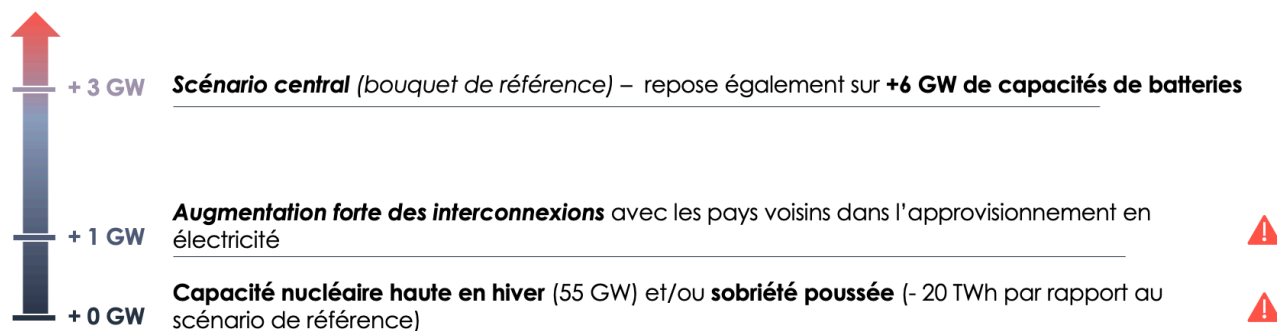 + 3 GW Scénario central (bouquet de référence) – repose également sur +6 GW de capacités de batteries
Augmentation forte des interconnexions avec les pays voisins dans l’approvisionnement en
+ 1 GW électricité
Capacité nucléaire haute en hiver (55 GW) et/ou sobriété poussée (- 20 TWh par rapport au
+ 0 GW scénario de référence)